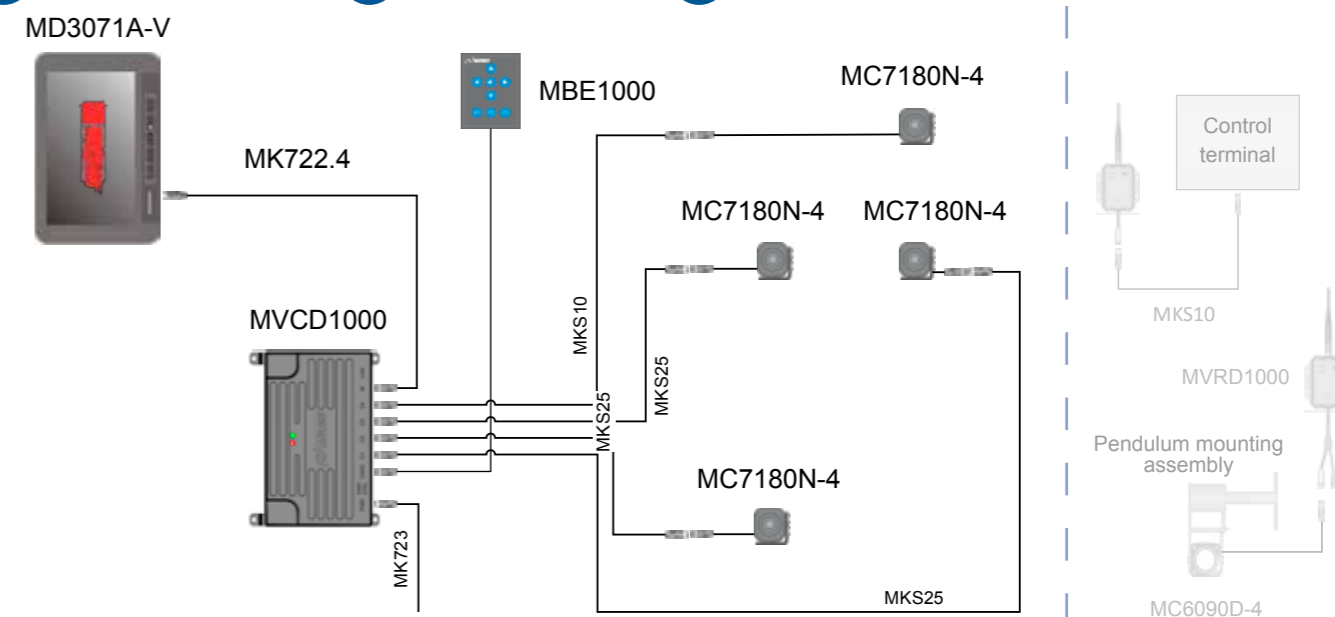 MD3071A-V
MBE1000
MC7180N-4
MK722.4
MC7180N-4
MC7180N-4
MVCD1000
MKS10
MKS25
MKS25
MC7180N-4
MK723
MKS25
Control
terminal
MKS10
MVRD1000
Pendulum mounting
assembly
MC6090D-4